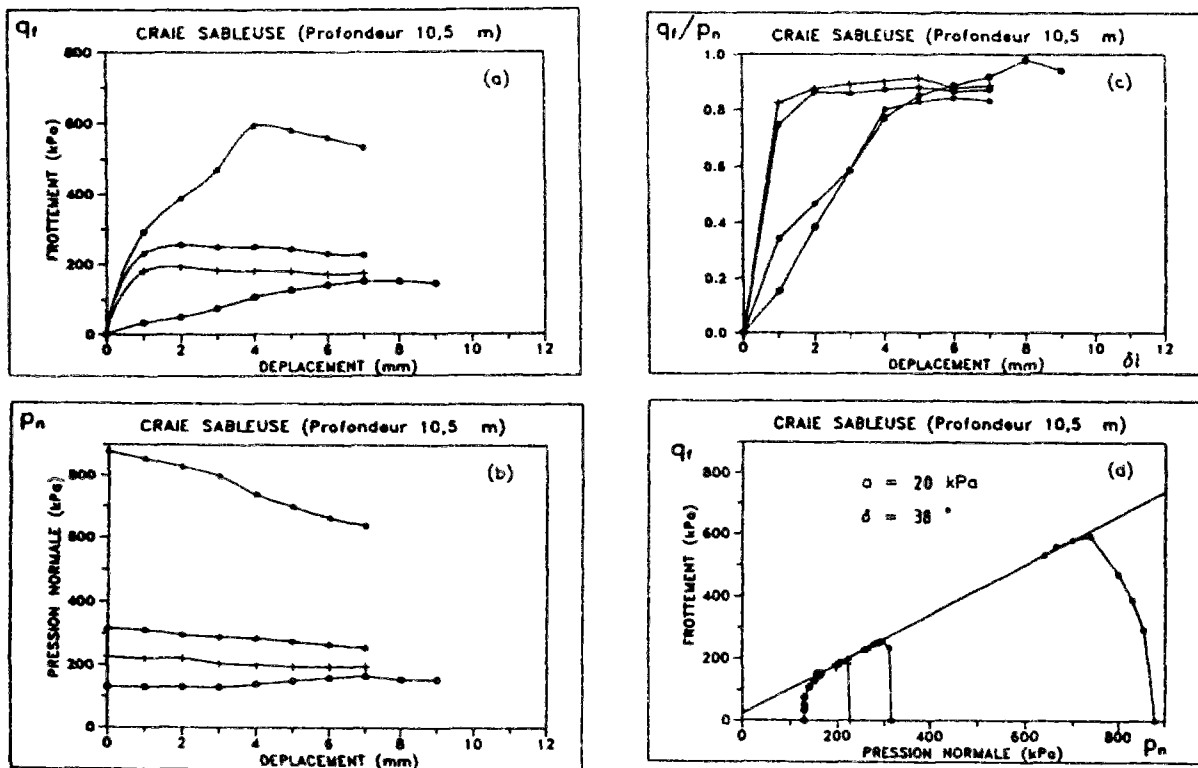 qf
CRAIE SABLEUSE (Profondeur 10,5 m)
(a)
FROTTEMENT (kPa)
800
600
400
200
0
0 2 4 6 8 10 12
DEPLACEMENT (mm)
qf/pn
CRAIE SABLEUSE (Profondeur 10,5 m)
(c)
1.0
0.8
0.6
0.4
0.2
0.0
0 2 4 6 8 10 12
DEPLACEMENT (mm)
δi
Pn
CRAIE SABLEUSE (Profondeur 10,5 m)
(b)
PRESSION NORMALE (kPa)
800
600
400
200
0
0 2 4 6 8 10 12
DEPLACEMENT (mm)
qf
CRAIE SABLEUSE (Profondeur 10,5 m)
(d)
a = 20 kPa
δ = 38 °
FROTTEMENT (kPa)
800
600
400
200
0
200 400 600 800
PRESSION NORMALE (kPa)
Pn